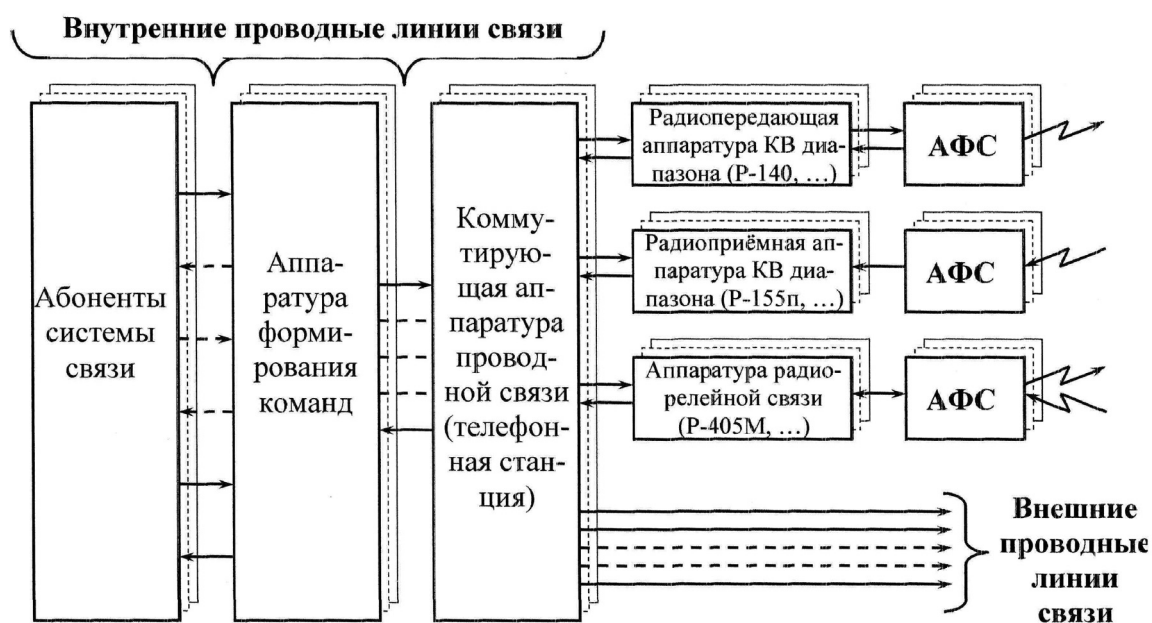 Внутренние проводные линии связи
Абоненты
системы
связи
Аппа-
ратура
форми-
рования
команд
Комму-
тирую-
щая ап-
паратура
провод-
ной связи
(телефон-
ная стан-
ция)
Радиопередающая
аппаратура КВ диа-
пазона (Р-140, ...)
АФС
Радиоприёмная ап-
паратура КВ диа-
пазона (Р-155п, ...)
АФС
Аппаратура радио-
релейной связи
(Р-405М, ...)
АФС
Внешние
проводные
линии
связи